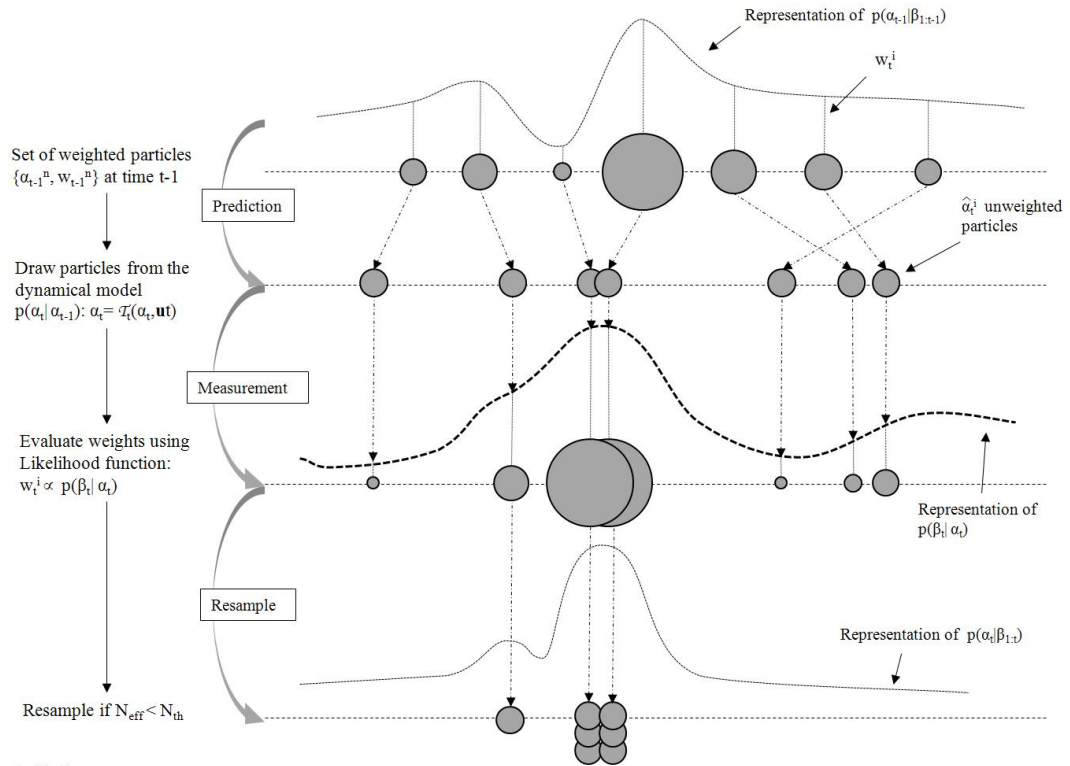 Representation of p(αₜ₋₁|β₁:ₜ₋₁)
wₜⁱ
Set of weighted particles
{αₜ₋₁ⁿ, wₜ₋₁ⁿ} at time t-1
Prediction
α̂ₜⁱ unweighted
particles
Draw particles from the
dynamical model
p(αₜ|αₜ₋₁): αₜ= 𝒯ₜ(αₜ,𝐮t)
Measurement
Evaluate weights using
Likelihood function:
wₜⁱ ∝ p(βₜ|αₜ)
Representation of
p(βₜ|αₜ)
Resample
Representation of p(αₜ|β₁:ₜ)
Resample if N_eff < N_th